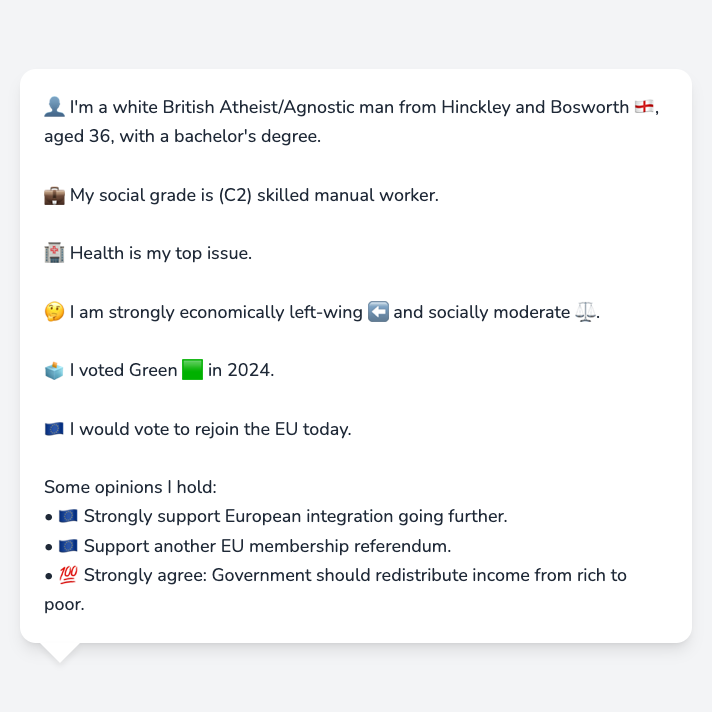 👤 I'm a white British Atheist/Agnostic man from Hinckley and Bosworth 🏴󠁧󠁢󠁥󠁮󠁧󠁿,
aged 36, with a bachelor's degree.
💼 My social grade is (C2) skilled manual worker.
🏥 Health is my top issue.
🤔 I am strongly economically left-wing ⬅️ and socially moderate ⚖️.
🗳️ I voted Green 🟩 in 2024.
🇪🇺 I would vote to rejoin the EU today.
Some opinions I hold:
• 🇪🇺 Strongly support European integration going further.
• 🇪🇺 Support another EU membership referendum.
• 💯 Strongly agree: Government should redistribute income from rich to
poor.